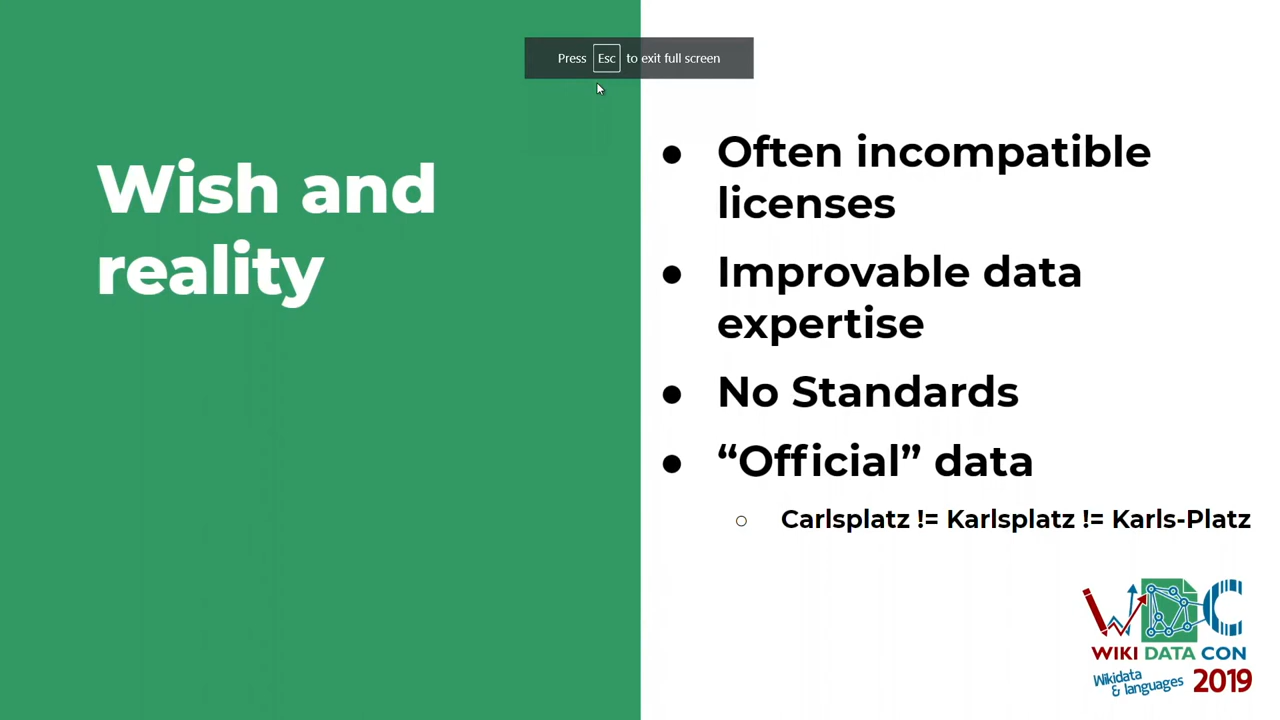 Press Esc to exit full screen
Wish and
reality
● Often incompatible
licenses
● Improvable data
expertise
● No Standards
● “Official” data
○ Carlsplatz != Karlsplatz != Karls-Platz
WDC
WIKI DATA CON
Wikidata
& languages 2019